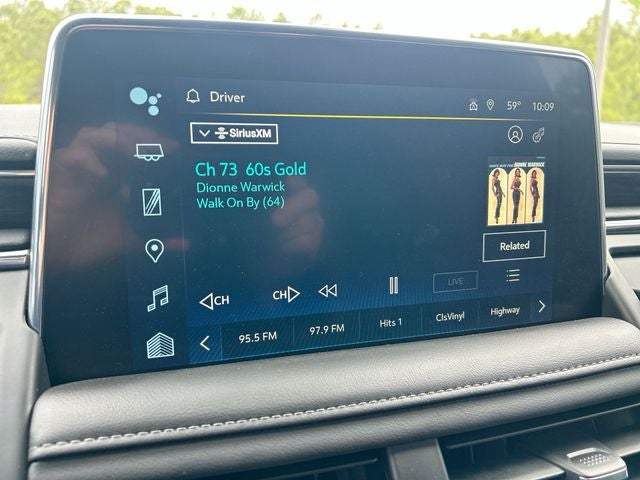 Driver
59° 10:09
SiriusXM
Ch 73 60s Gold
Dionne Warwick
Walk On By (64)
DIONNE WARWICK
Related
CH CH LIVE
95.5 FM 97.9 FM Hits 1 ClsVinyl Highway